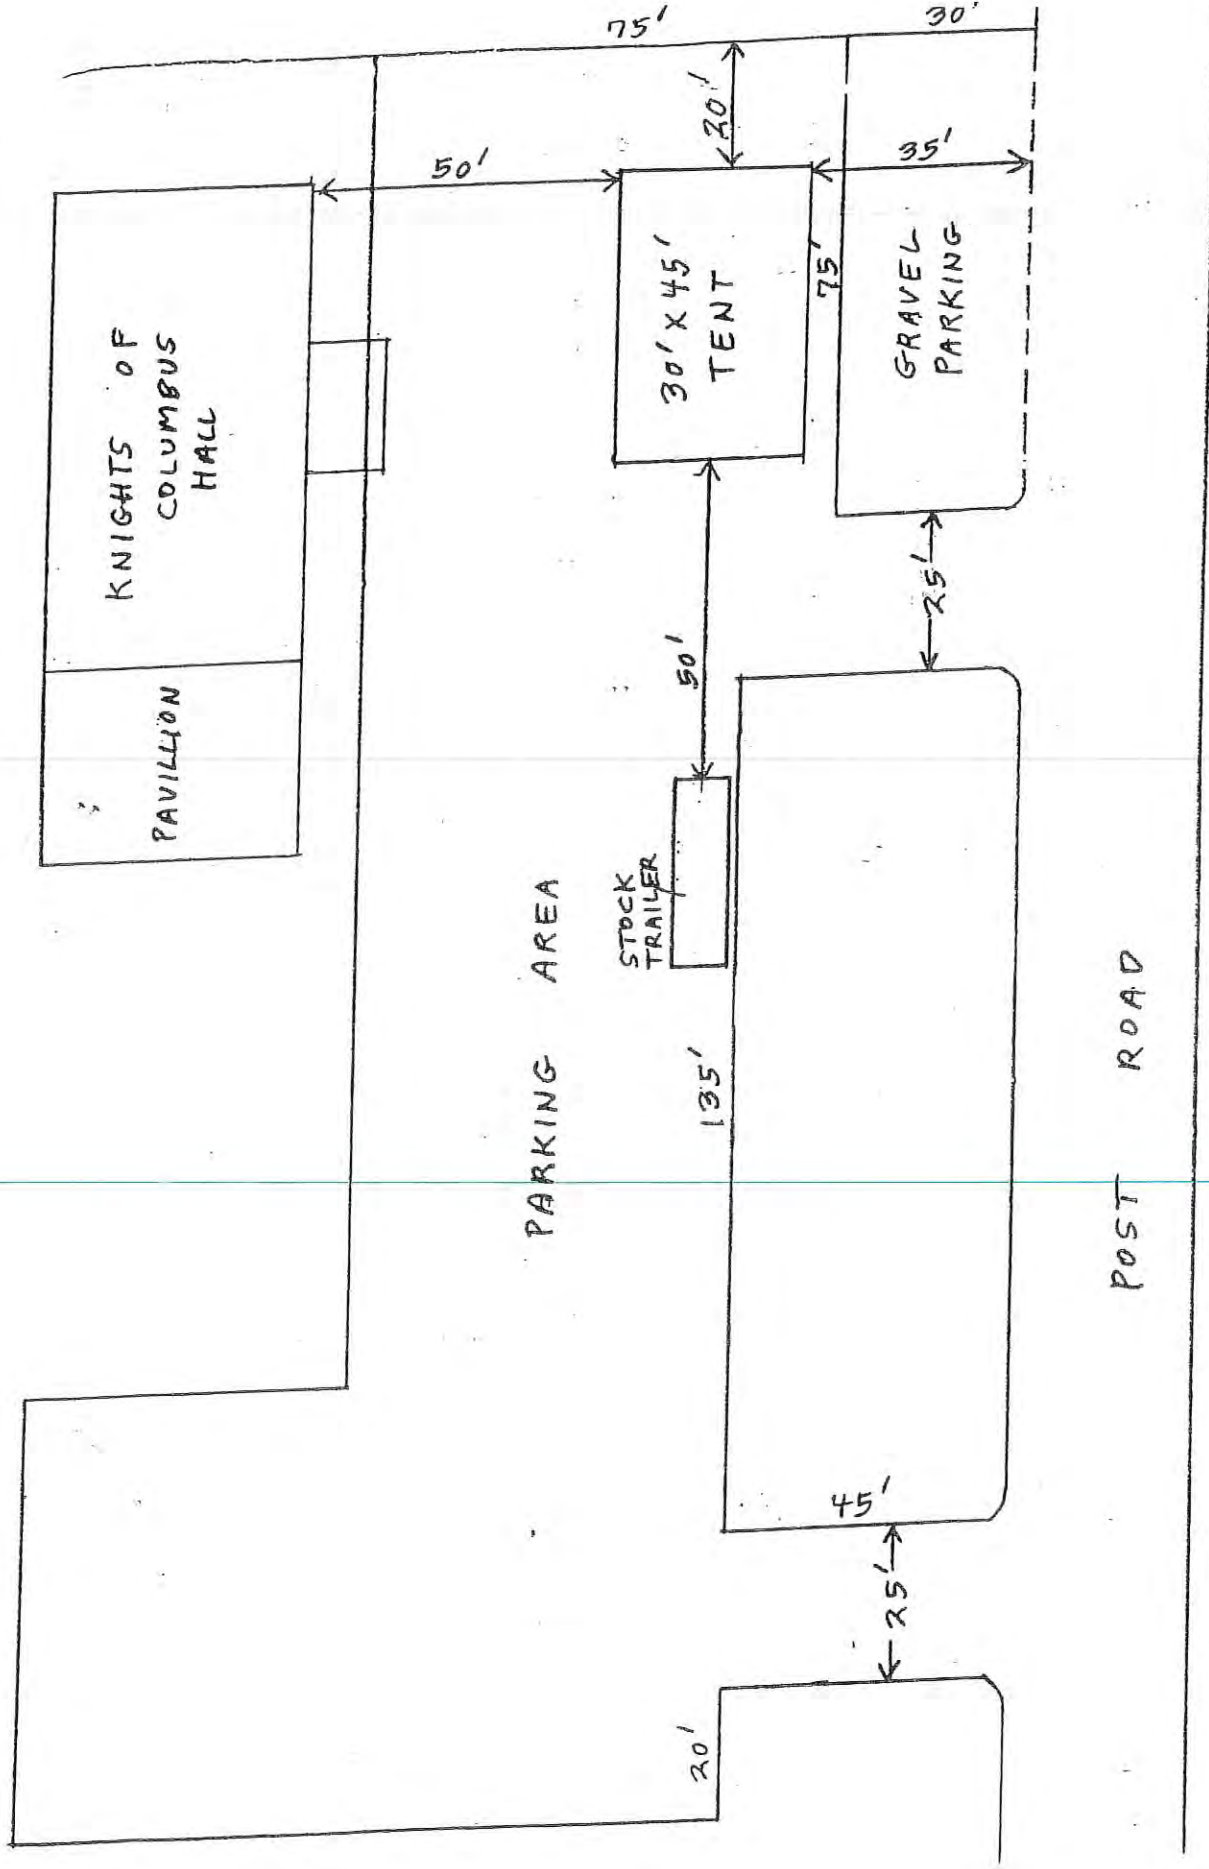 75'
30'
20'
50'
35'
KNIGHTS OF
COLUMBUS
HALL
30' X 45'
TENT
75'
GRAVEL
PARKING
PAVILLION
50'
25'
STOCK
TRAILER
PARKING AREA
135'
POST ROAD
45'
25'
20'